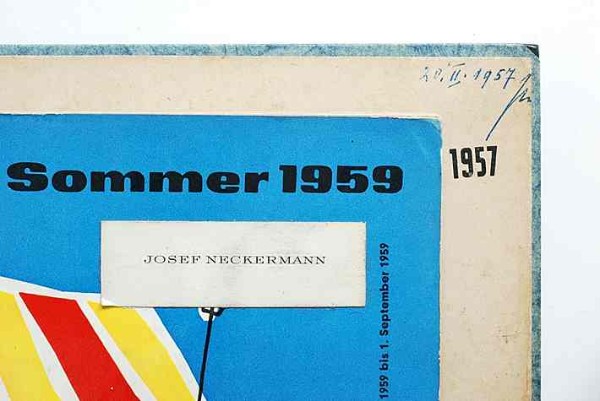 20. II. 1957
1957
Sommer 1959
JOSEF NECKERMANN
1959 bis 1. September 1959